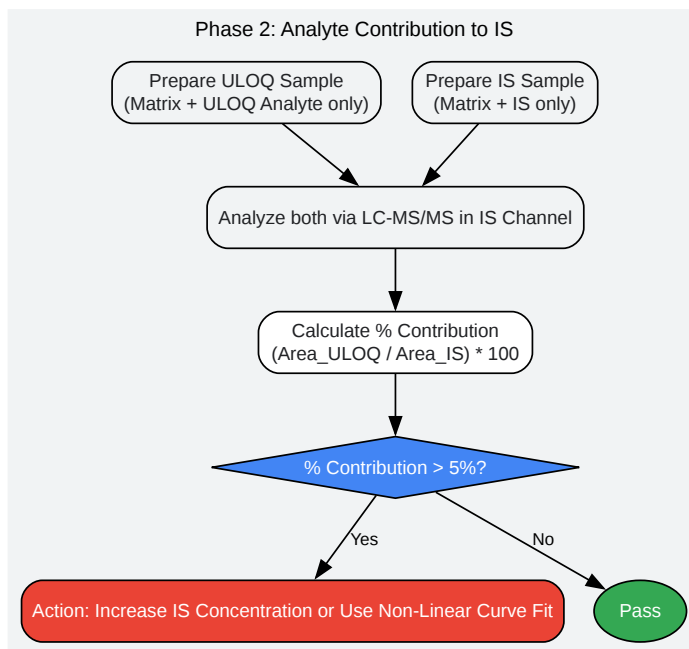 Phase 2: Analyte Contribution to IS
Prepare ULOQ Sample
(Matrix + ULOQ Analyte only)
Prepare IS Sample
(Matrix + IS only)
Analyze both via LC-MS/MS in IS Channel
Calculate % Contribution
(Area_ULOQ / Area_IS) * 100
% Contribution > 5%?
Yes
No
Action: Increase IS Concentration or Use Non-Linear Curve Fit
Pass